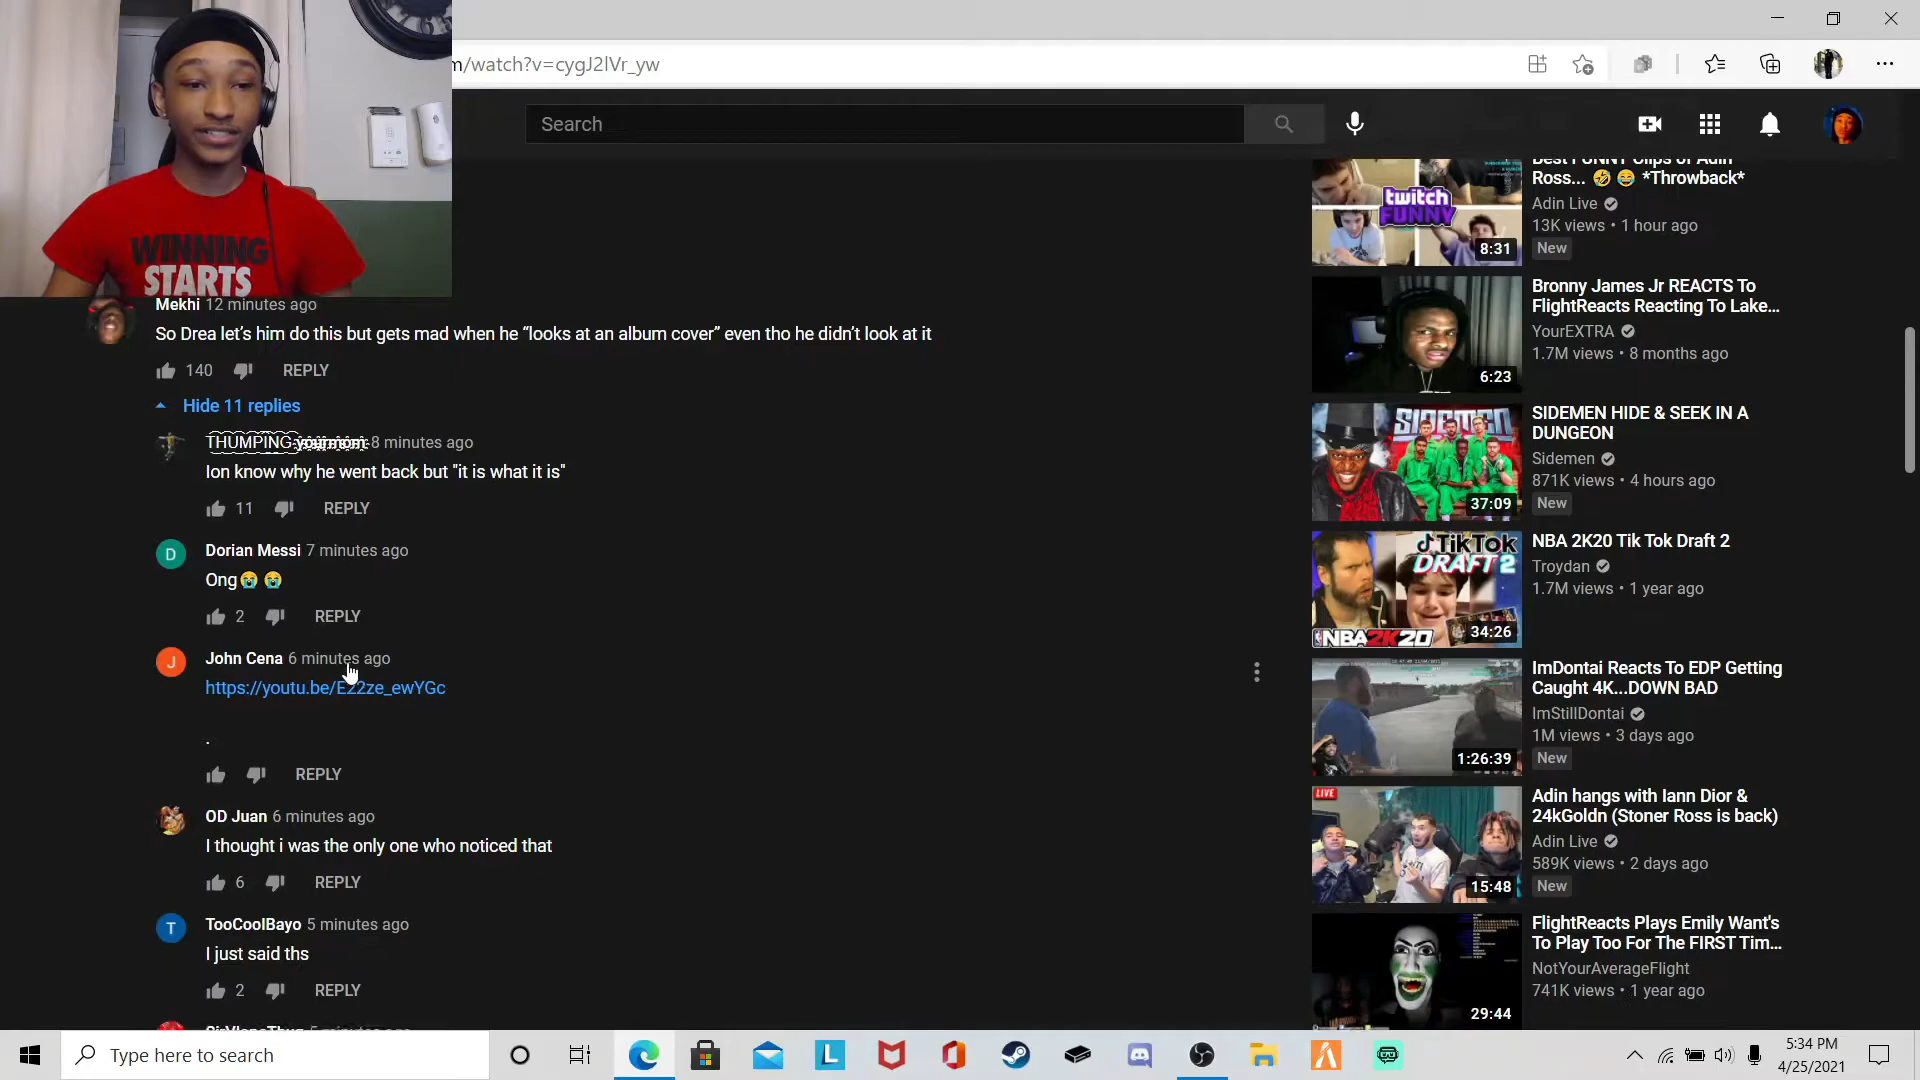 m/watch?v=cygJ2lVr_yw
Search
WINNING
STARTS
Mekhi 12 minutes ago
So Drea let’s him do this but gets mad when he “looks at an album cover” even tho he didn’t look at it
140 REPLY
Hide 11 replies
8 minutes ago
Ion know why he went back but "it is what it is"
11 REPLY
D
Dorian Messi 7 minutes ago
Ong😭😭
2 REPLY
J
John Cena 6 minutes ago
https://youtu.be/E22ze_ewYGc
.
REPLY
OD Juan 6 minutes ago
I thought i was the only one who noticed that
6 REPLY
T
TooCoolBayo 5 minutes ago
I just said ths
2 REPLY
Ross... 🤣 😂 *Throwback*
Adin Live
13K views • 1 hour ago
New
twitch
FUNNY
8:31
Bronny James Jr REACTS To
FlightReacts Reacting To Lake...
YourEXTRA
1.7M views • 8 months ago
6:23
SIDEMEN HIDE & SEEK IN A
DUNGEON
Sidemen
871K views • 4 hours ago
New
SIDEMEN
37:09
NBA 2K20 Tik Tok Draft 2
Troydan
1.7M views • 1 year ago
TikTok
DRAFT 2
NBA 2K20
34:26
ImDontai Reacts To EDP Getting
Caught 4K...DOWN BAD
ImStillDontai
1M views • 3 days ago
New
1:26:39
Adin hangs with Iann Dior &
24kGoldn (Stoner Ross is back)
Adin Live
589K views • 2 days ago
New
LIVE
15:48
FlightReacts Plays Emily Want's
To Play Too For The FIRST Tim...
NotYourAverageFlight
741K views • 1 year ago
29:44
Type here to search
L
5:34 PM
4/25/2021